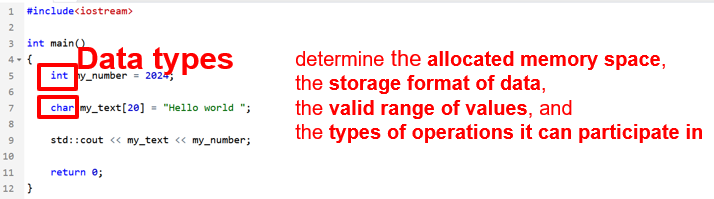 1 #include<iostream>
2
3 int main()
4 {
Data types
5 int my_number = 2024;
6
7 char my_text[20] = "Hello world ";
8
9 std::cout << my_text << my_number;
10
11 return 0;
12 }
determine the allocated memory space,
the storage format of data,
the valid range of values, and
the types of operations it can participate in